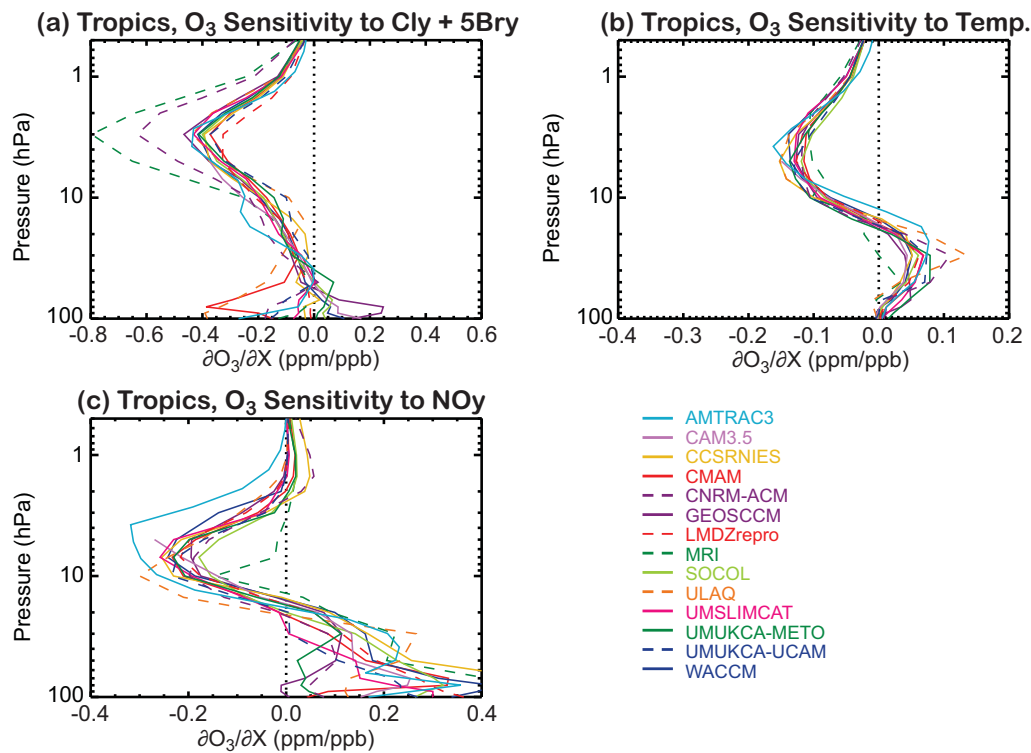 (a) Tropics, O3 Sensitivity to Cly + 5Bry
1
10
100
Pressure (hPa)
-0.8 -0.6 -0.4 -0.2 0.0 0.2 0.4 0.6
∂O3/∂X (ppm/ppb)
(b) Tropics, O3 Sensitivity to Temp.
1
10
100
Pressure (hPa)
-0.4 -0.3 -0.2 -0.1 0.0 0.1 0.2
∂O3/∂X (ppm/ppb)
(c) Tropics, O3 Sensitivity to NOy
1
10
100
Pressure (hPa)
-0.4 -0.2 0.0 0.2 0.4
∂O3/∂X (ppm/ppb)
AMTRAC3
CAM3.5
CCSRNIES
CMAM
CNRM-ACM
GEOSCCM
LMDZrepro
MRI
SOCOL
ULAQ
UMSLIMCAT
UMUKCA-METO
UMUKCA-UCAM
WACCM